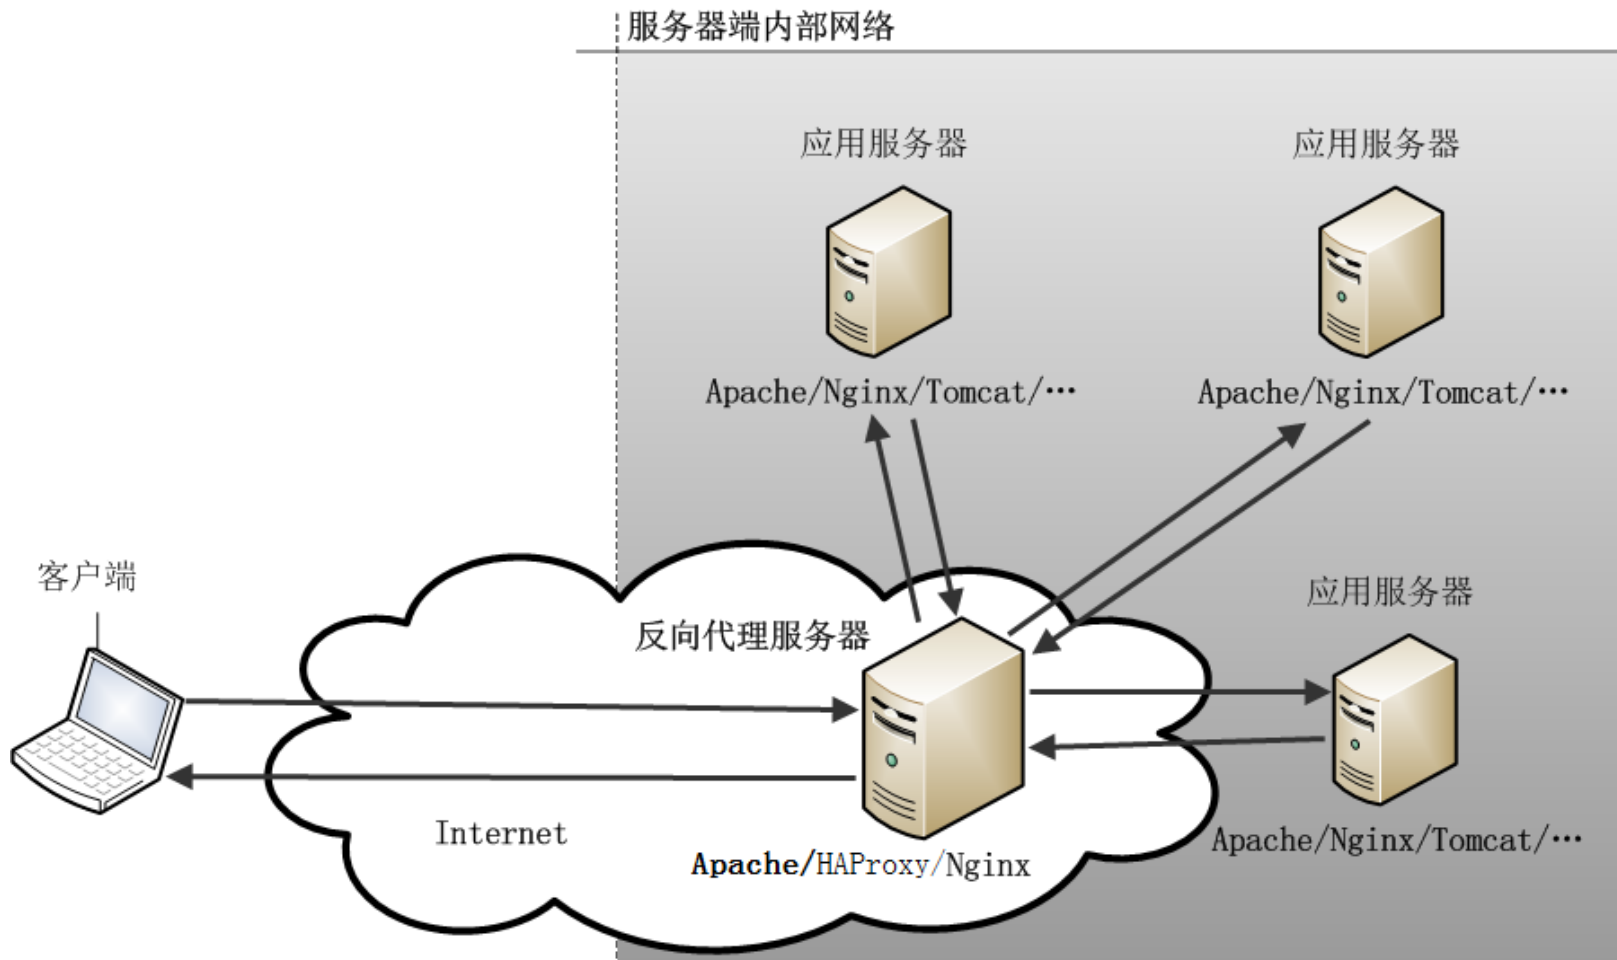 服务器端内部网络
应用服务器
应用服务器
Apache/Nginx/Tomcat/…
Apache/Nginx/Tomcat/…
客户端
应用服务器
反向代理服务器
Internet
Apache/HAProxy/Nginx
Apache/Nginx/Tomcat/…